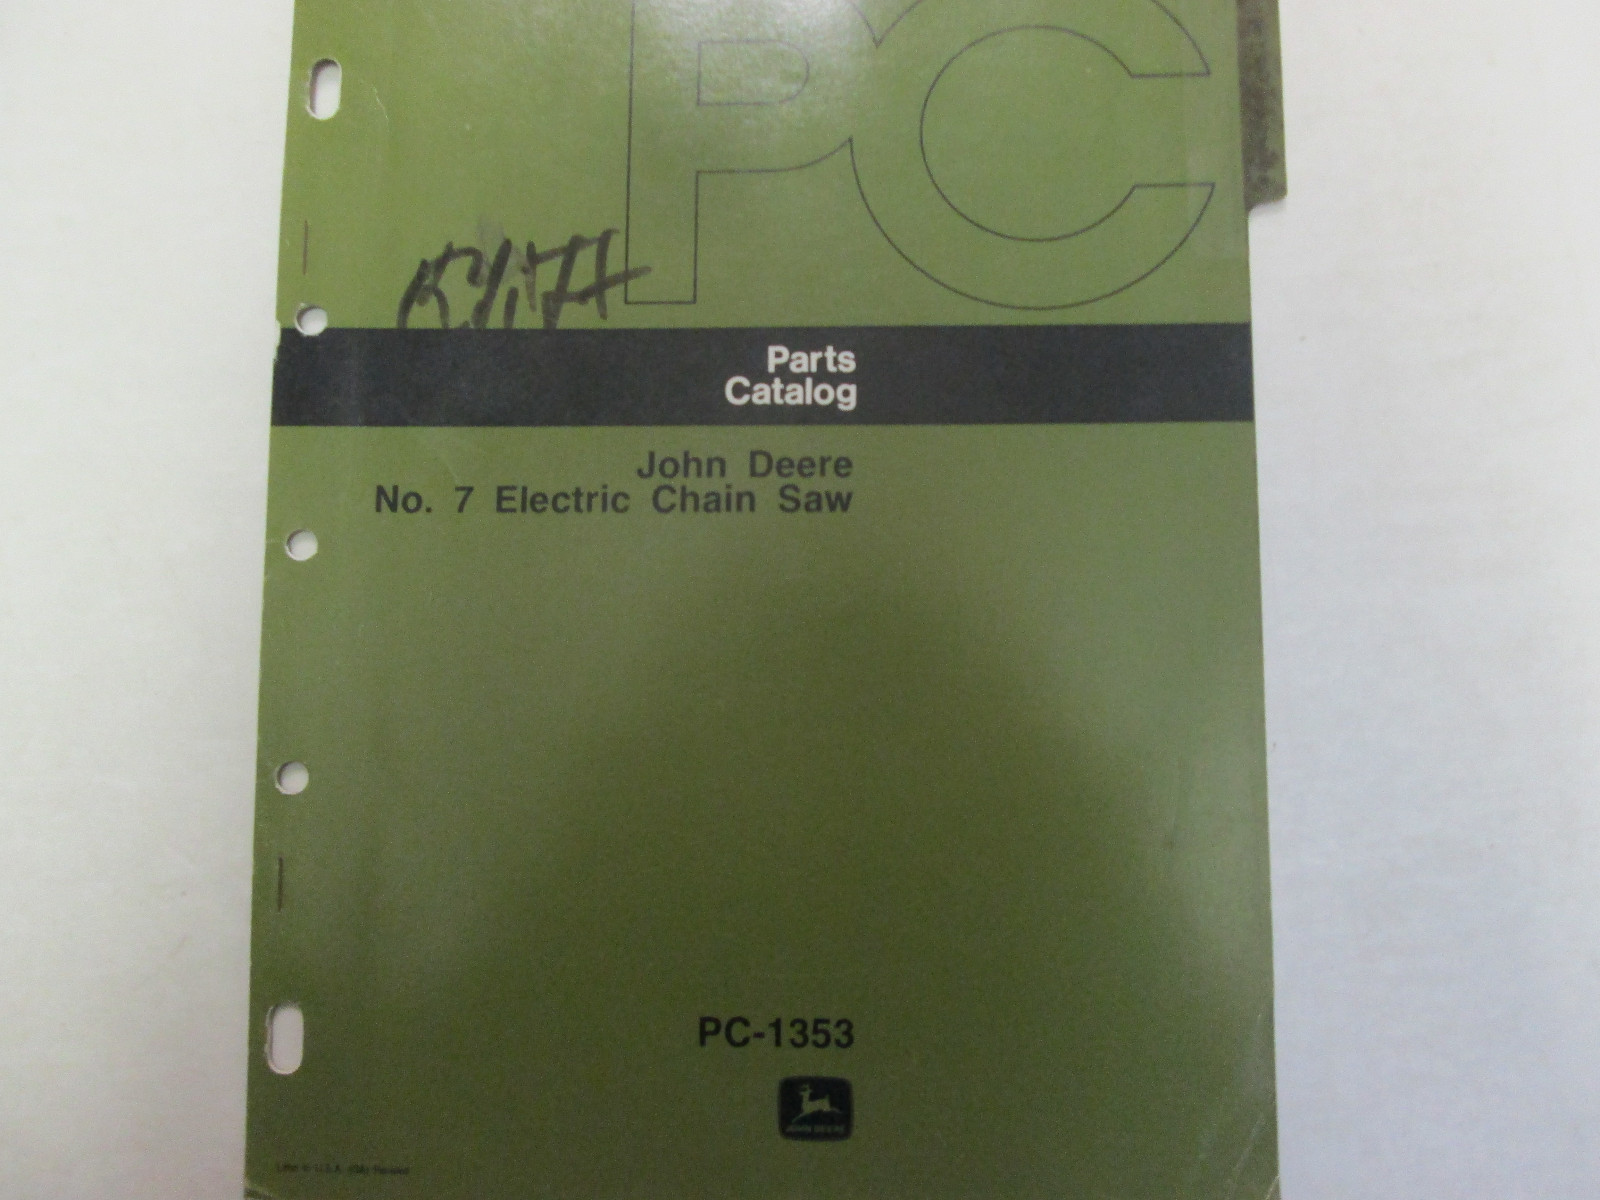 PC
Parts
Catalog
John Deere
No. 7 Electric Chain Saw
PC-1353
JOHN DEERE